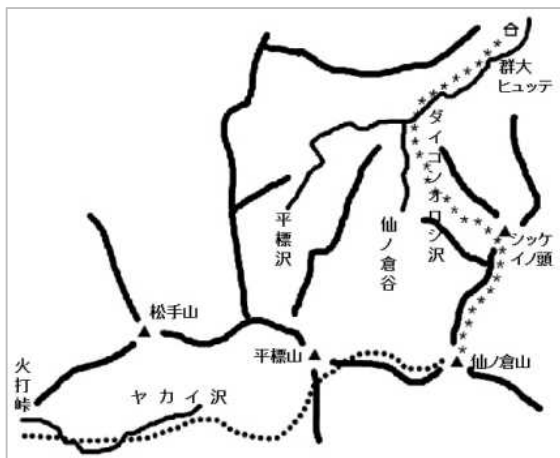 群大
ヒュッテ
ダイコンオロシ沢
平標沢
仙ノ倉谷
シッケ
イノ頭
松手山
平標山
仙ノ倉山
火打峠
ヤカイ沢